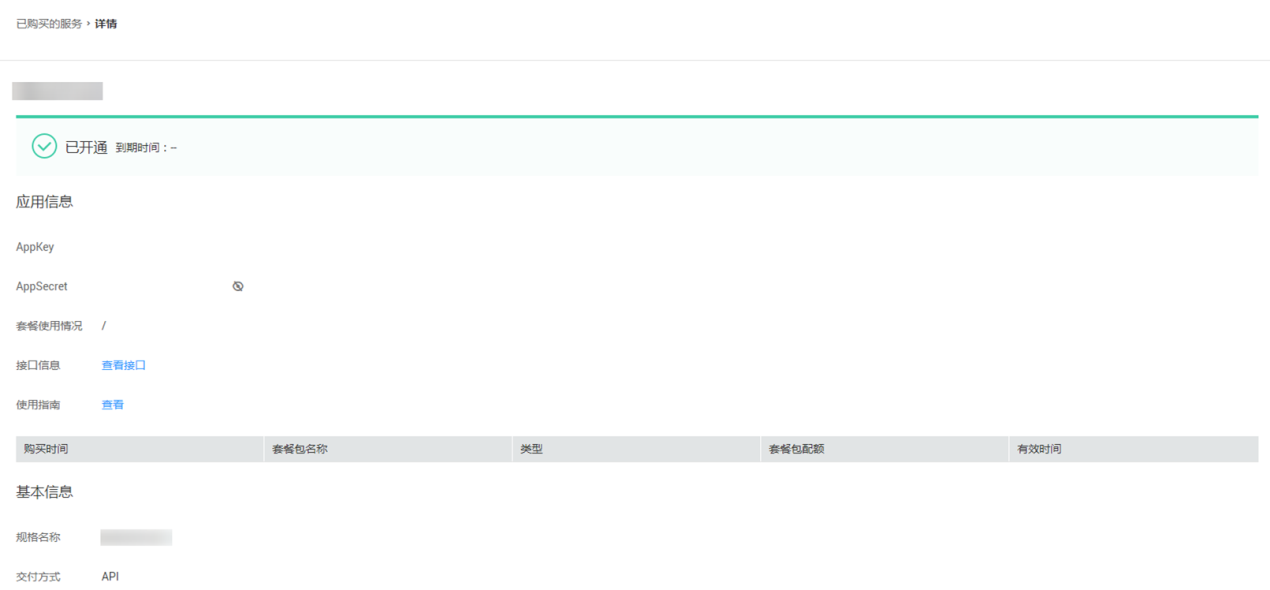 已购买的服务 › 详情
已开通 到期时间：--
应用信息
AppKey
AppSecret
套餐使用情况 /
接口信息 查看接口
使用指南 查看
购买时间 套餐包名称 类型 套餐包配额 有效时间
基本信息
规格名称
交付方式 API